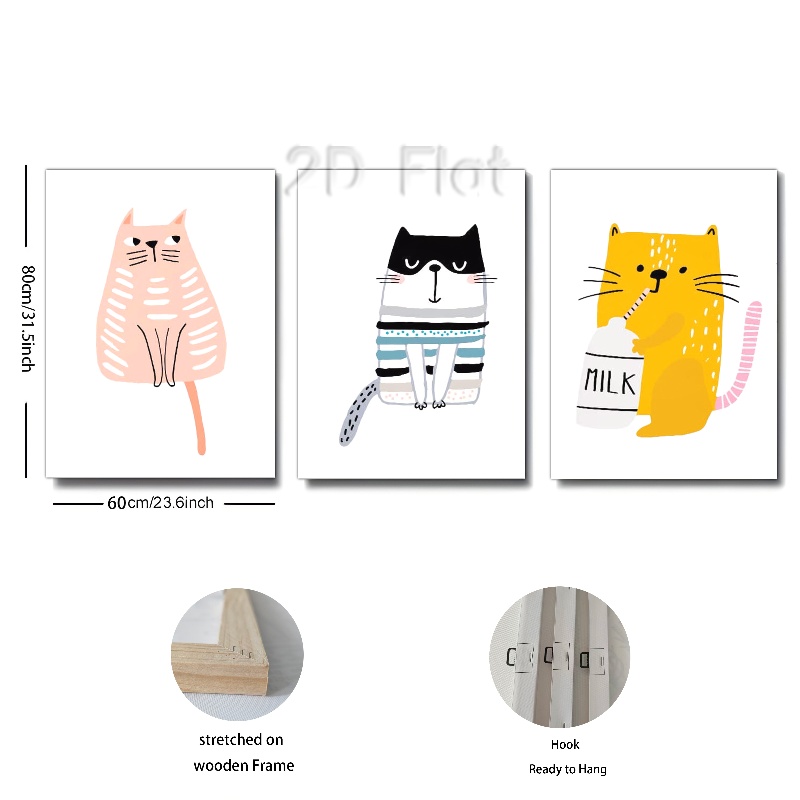 2D Flat
80cm/31.5inch
MILK
60cm/23.6inch
stretched on
wooden Frame
Hook
Ready to Hang